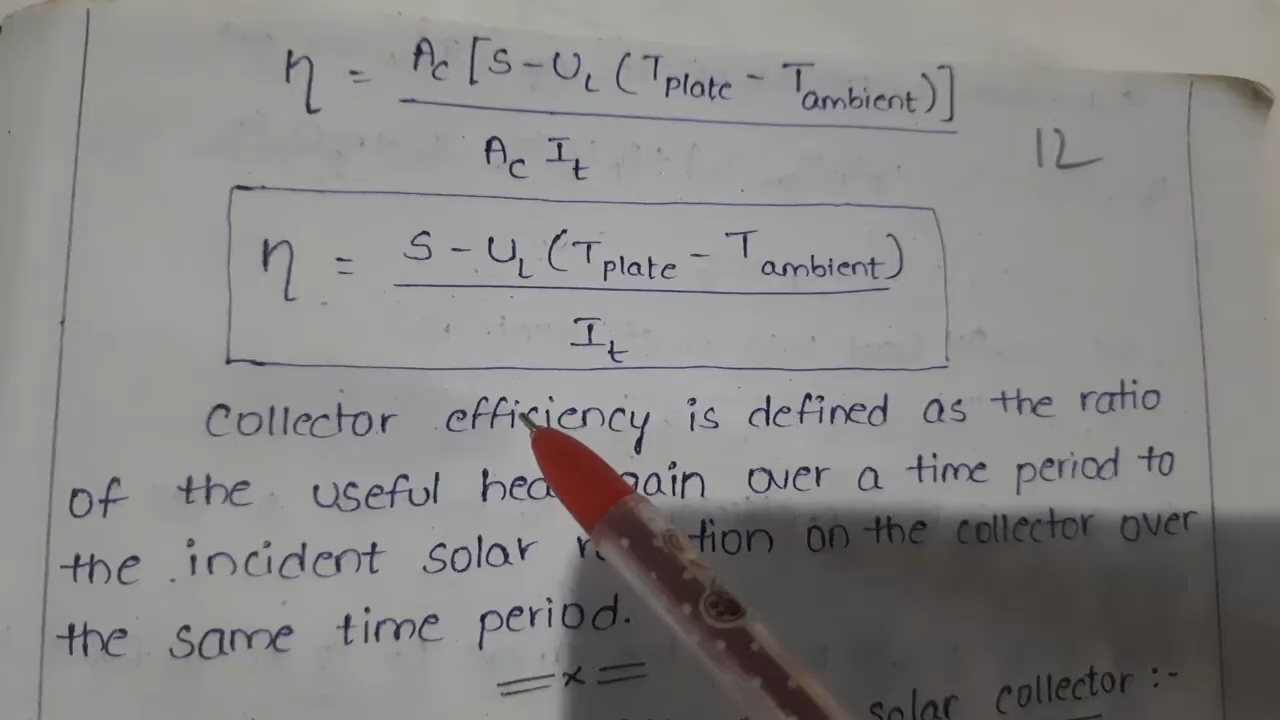 η = A_c [S - U_L (T_plate - T_ambient)]
A_c I_t
12
η = S - U_L (T_plate - T_ambient)
I_t
Collector efficiency is defined as the ratio
of the useful gain over a time period to
the incident solar on the collector over
the same time period.
= x =
solar collector :-